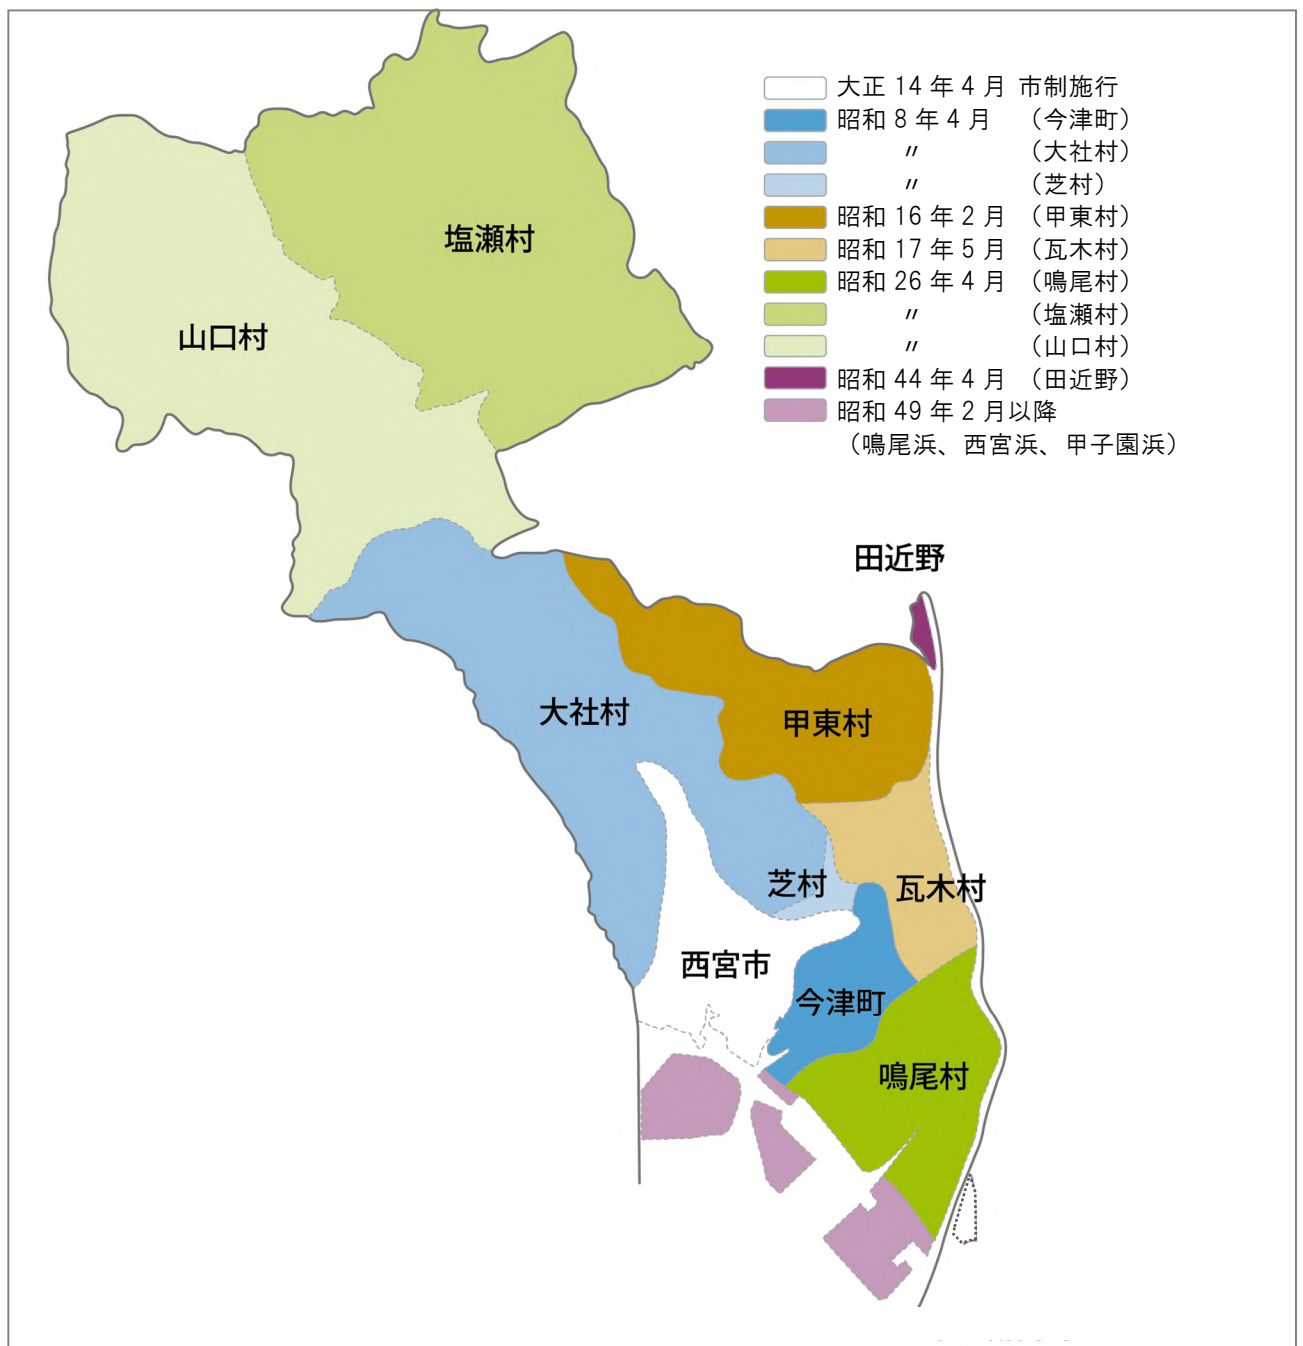 大正 14 年 4 月 市制施行
昭和 8 年 4 月 （今津町）
〃 （大社村）
〃 （芝村）
昭和 16 年 2 月 （甲東村）
昭和 17 年 5 月 （瓦木村）
昭和 26 年 4 月 （鳴尾村）
〃 （塩瀬村）
〃 （山口村）
昭和 44 年 4 月 （田近野）
昭和 49 年 2 月以降
（鳴尾浜、西宮浜、甲子園浜）
塩瀬村
山口村
田近野
大社村
甲東村
芝村
瓦木村
西宮市
今津町
鳴尾村